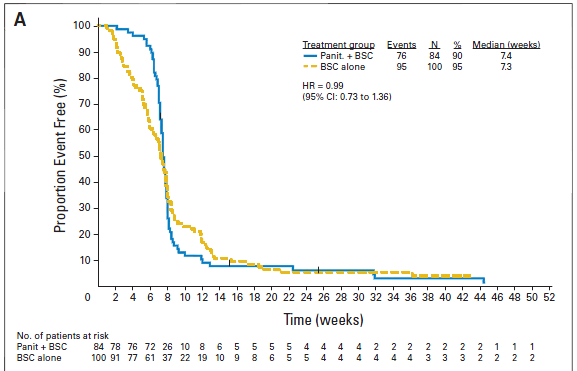 A
Treatment group Events N % Median (weeks)
Panit. + BSC 76 84 90 7.4
BSC alone 95 100 95 7.3
HR = 0.99
(95% CI: 0.73 to 1.36)
Proportion Event Free (%)
100
90
80
70
60
50
40
30
20
10
0 2 4 6 8 10 12 14 16 18 20 22 24 26 28 30 32 34 36 38 40 42 44 46 48 50 52
Time (weeks)
No. of patients at risk
Panit + BSC 84 78 76 72 26 10 8 6 5 5 5 5 4 4 4 4 2 2 2 2 2 2 2 1 1 1
BSC alone 100 91 77 61 37 22 19 10 9 8 6 5 5 4 4 4 4 4 4 3 3 3 2 2 2 2